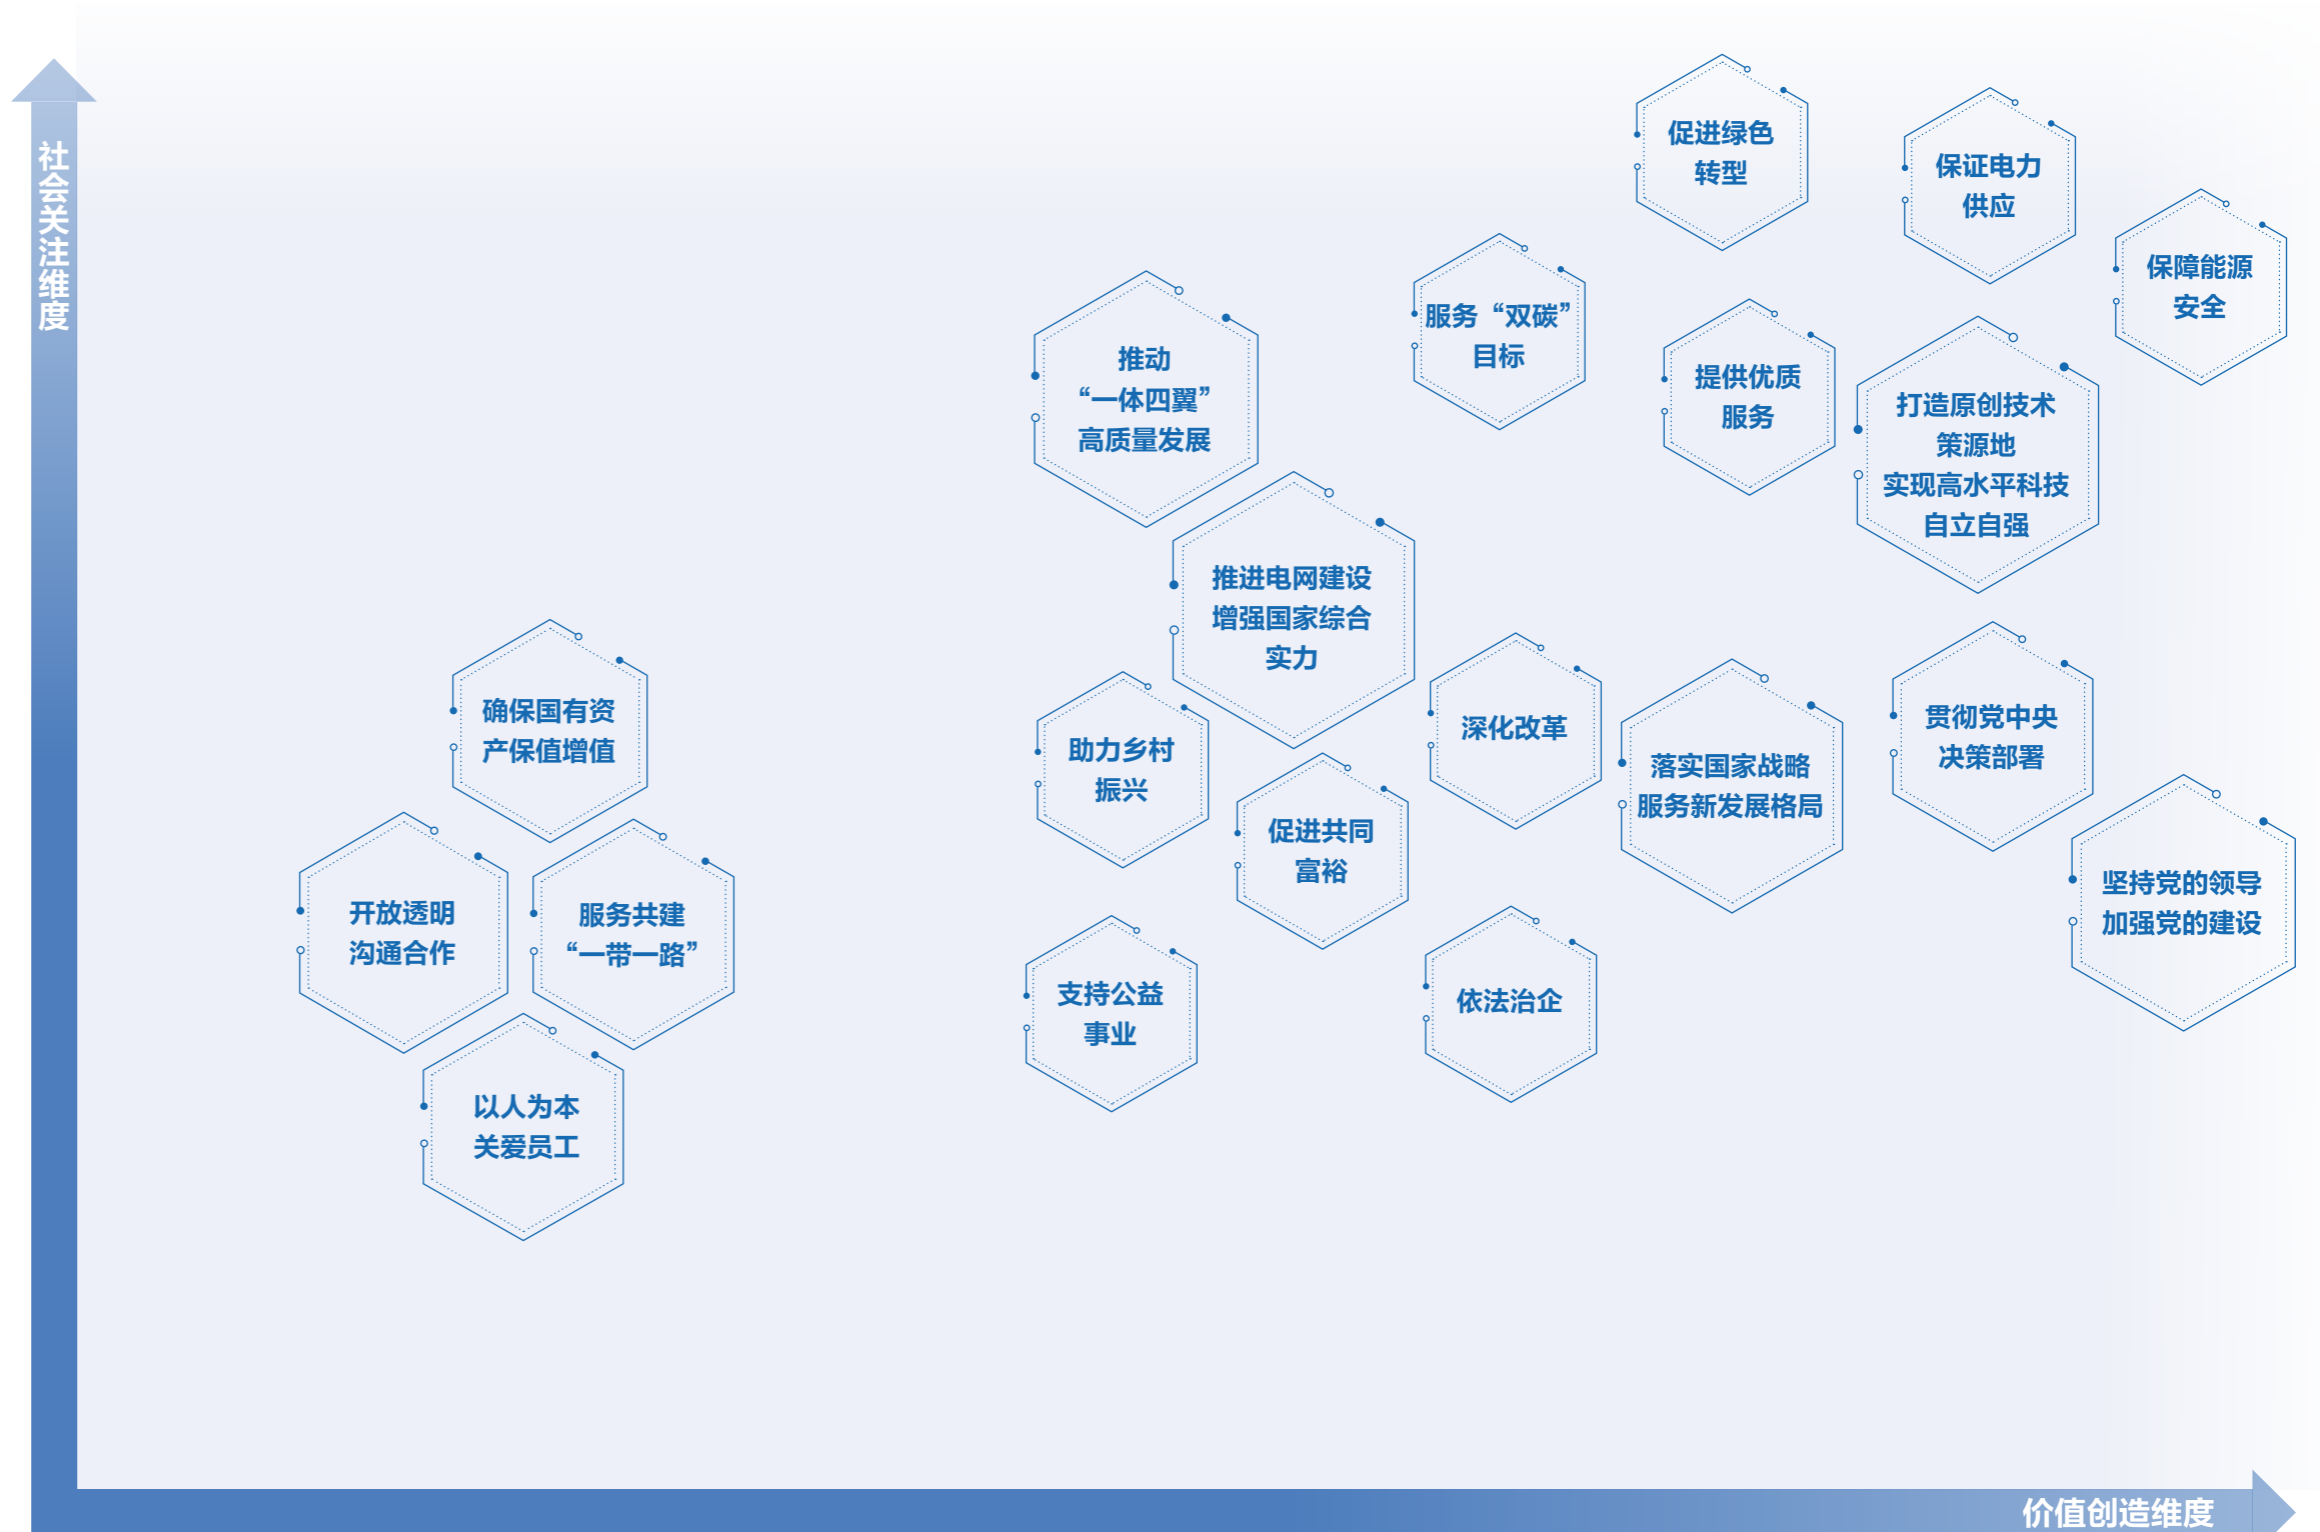 社会关注维度
促进绿色
转型
保证电力
供应
保障能源
安全
服务“双碳”
目标
推动
“一体四翼”
高质量发展
提供优质
服务
打造原创技术
策源地
实现高水平科技
自立自强
推进电网建设
增强国家综合
实力
确保国有资
产保值增值
助力乡村
振兴
深化改革
落实国家战略
服务新发展格局
贯彻党中央
决策部署
促进共同
富裕
坚持党的领导
加强党的建设
开放透明
沟通合作
服务共建
“一带一路”
支持公益
事业
依法治企
以人为本
关爱员工
价值创造维度